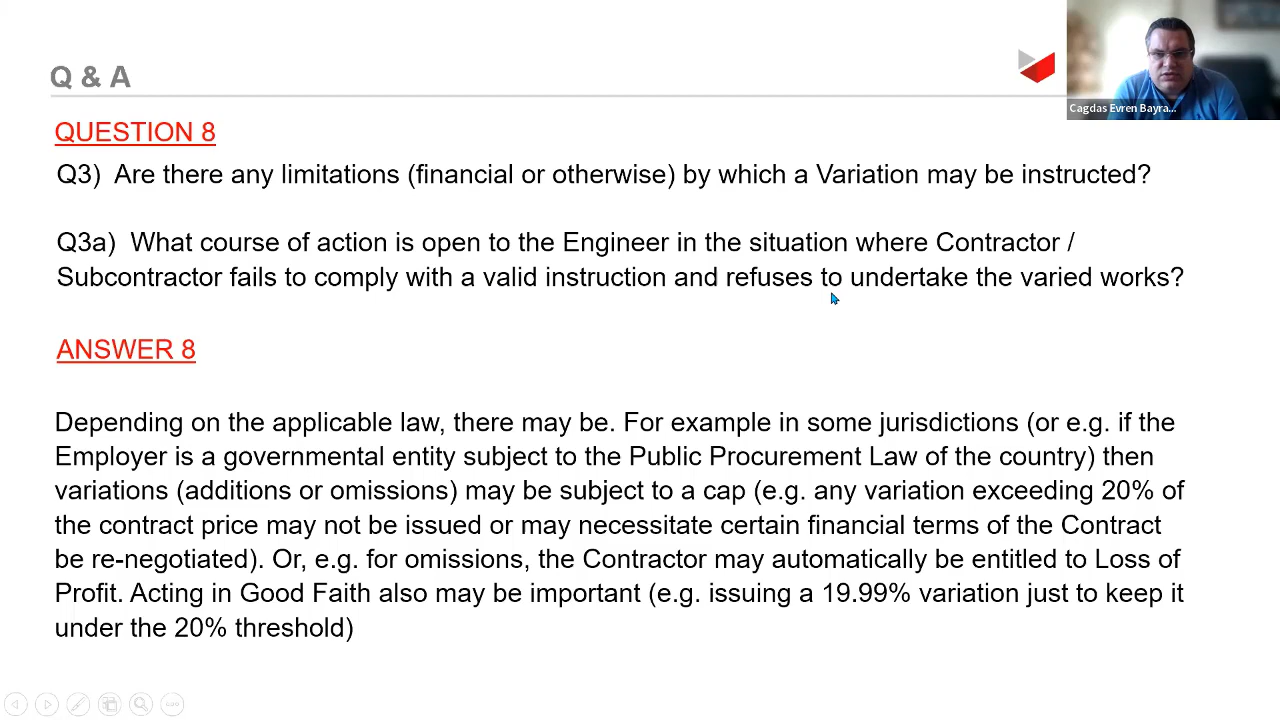 Q & A
Cagdas Evren Bayra...
QUESTION 8
Q3)  Are there any limitations (financial or otherwise) by which a Variation may be instructed?
Q3a)  What course of action is open to the Engineer in the situation where Contractor /
Subcontractor fails to comply with a valid instruction and refuses to undertake the varied works?
ANSWER 8
Depending on the applicable law, there may be. For example in some jurisdictions (or e.g. if the
Employer is a governmental entity subject to the Public Procurement Law of the country) then
variations (additions or omissions) may be subject to a cap (e.g. any variation exceeding 20% of
the contract price may not be issued or may necessitate certain financial terms of the Contract
be re-negotiated). Or, e.g. for omissions, the Contractor may automatically be entitled to Loss of
Profit. Acting in Good Faith also may be important (e.g. issuing a 19.99% variation just to keep it
under the 20% threshold)